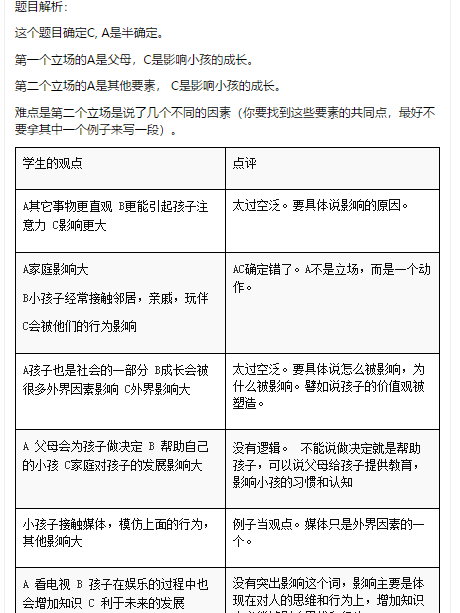 题目解析：
这个题目确定C, A是半确定。
第一个立场的A是父母，C是影响小孩的成长。
第二个立场的A是其他要素， C是影响小孩的成长。
难点是第二个立场是说了几个不同的因素（你要找到这些要素的共同点，最好不
要拿其中一个例子来写一段）。
学生的观点
点评
A其它事物更直观 B更能引起孩子注
意力 C影响更大
太过空泛。要具体说影响的原因。
A家庭影响大
B小孩子经常接触邻居，亲戚，玩伴
C会被他们的行为影响
AC确定错了。A不是立场，而是一个动
作。
A孩子也是社会的一部分 B成长会被
很多外界因素影响 C外界影响大
太过空泛。要具体说怎么被影响，为
什么被影响。譬如说孩子的价值观被
塑造。
A 父母会为孩子做决定 B 帮助自己
的小孩 C家庭对孩子的发展影响大
没有逻辑。 不能说做决定就是帮助
孩子，可以说父母给孩子提供教育，
影响小孩的习惯和认知
小孩子接触媒体，模仿上面的行为，
其他影响大
例子当观点。媒体只是外界因素的一
个。
A 看电视 B 孩子在娱乐的过程中也
会增加知识 C 利于未来的发展
没有突出影响这个词，影响主要是体
现在对人的思维和行为上，增加知识